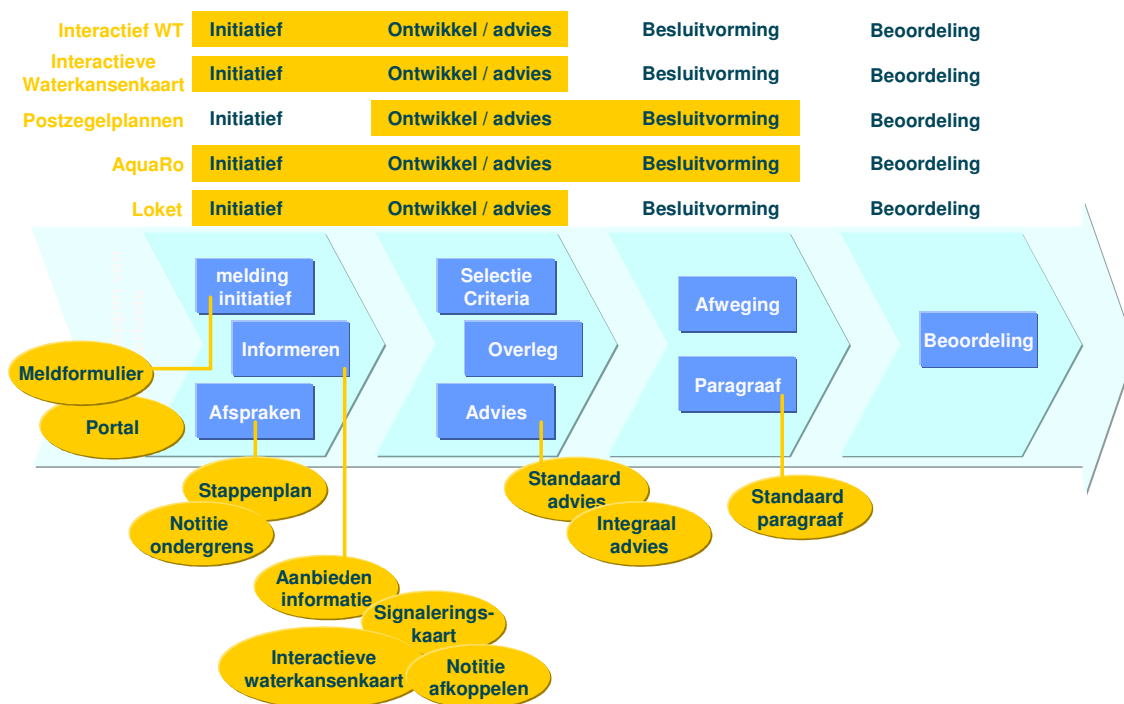 Interactief WT Initiatief Ontwikkel / advies Besluitvorming Beoordeling
Interactieve
Waterkansenkaart Initiatief Ontwikkel / advies Besluitvorming Beoordeling
Postzegelplannen Initiatief Ontwikkel / advies Besluitvorming Beoordeling
AquaRo Initiatief Ontwikkel / advies Besluitvorming Beoordeling
Loket Initiatief Ontwikkel / advies Besluitvorming Beoordeling
melding
initiatief
Informeren
Afspraken
Selectie
Criteria
Overleg
Advies
Afweging
Paragraaf
Beoordeling
Meldformulier
Portal
Stappenplan
Notitie
ondergrens
Aanbieden
informatie
Signalerings-
kaart
Interactieve
waterkansenkaart
Notitie
afkoppelen
Standaard
advies
Integraal
advies
Standaard
paragraaf